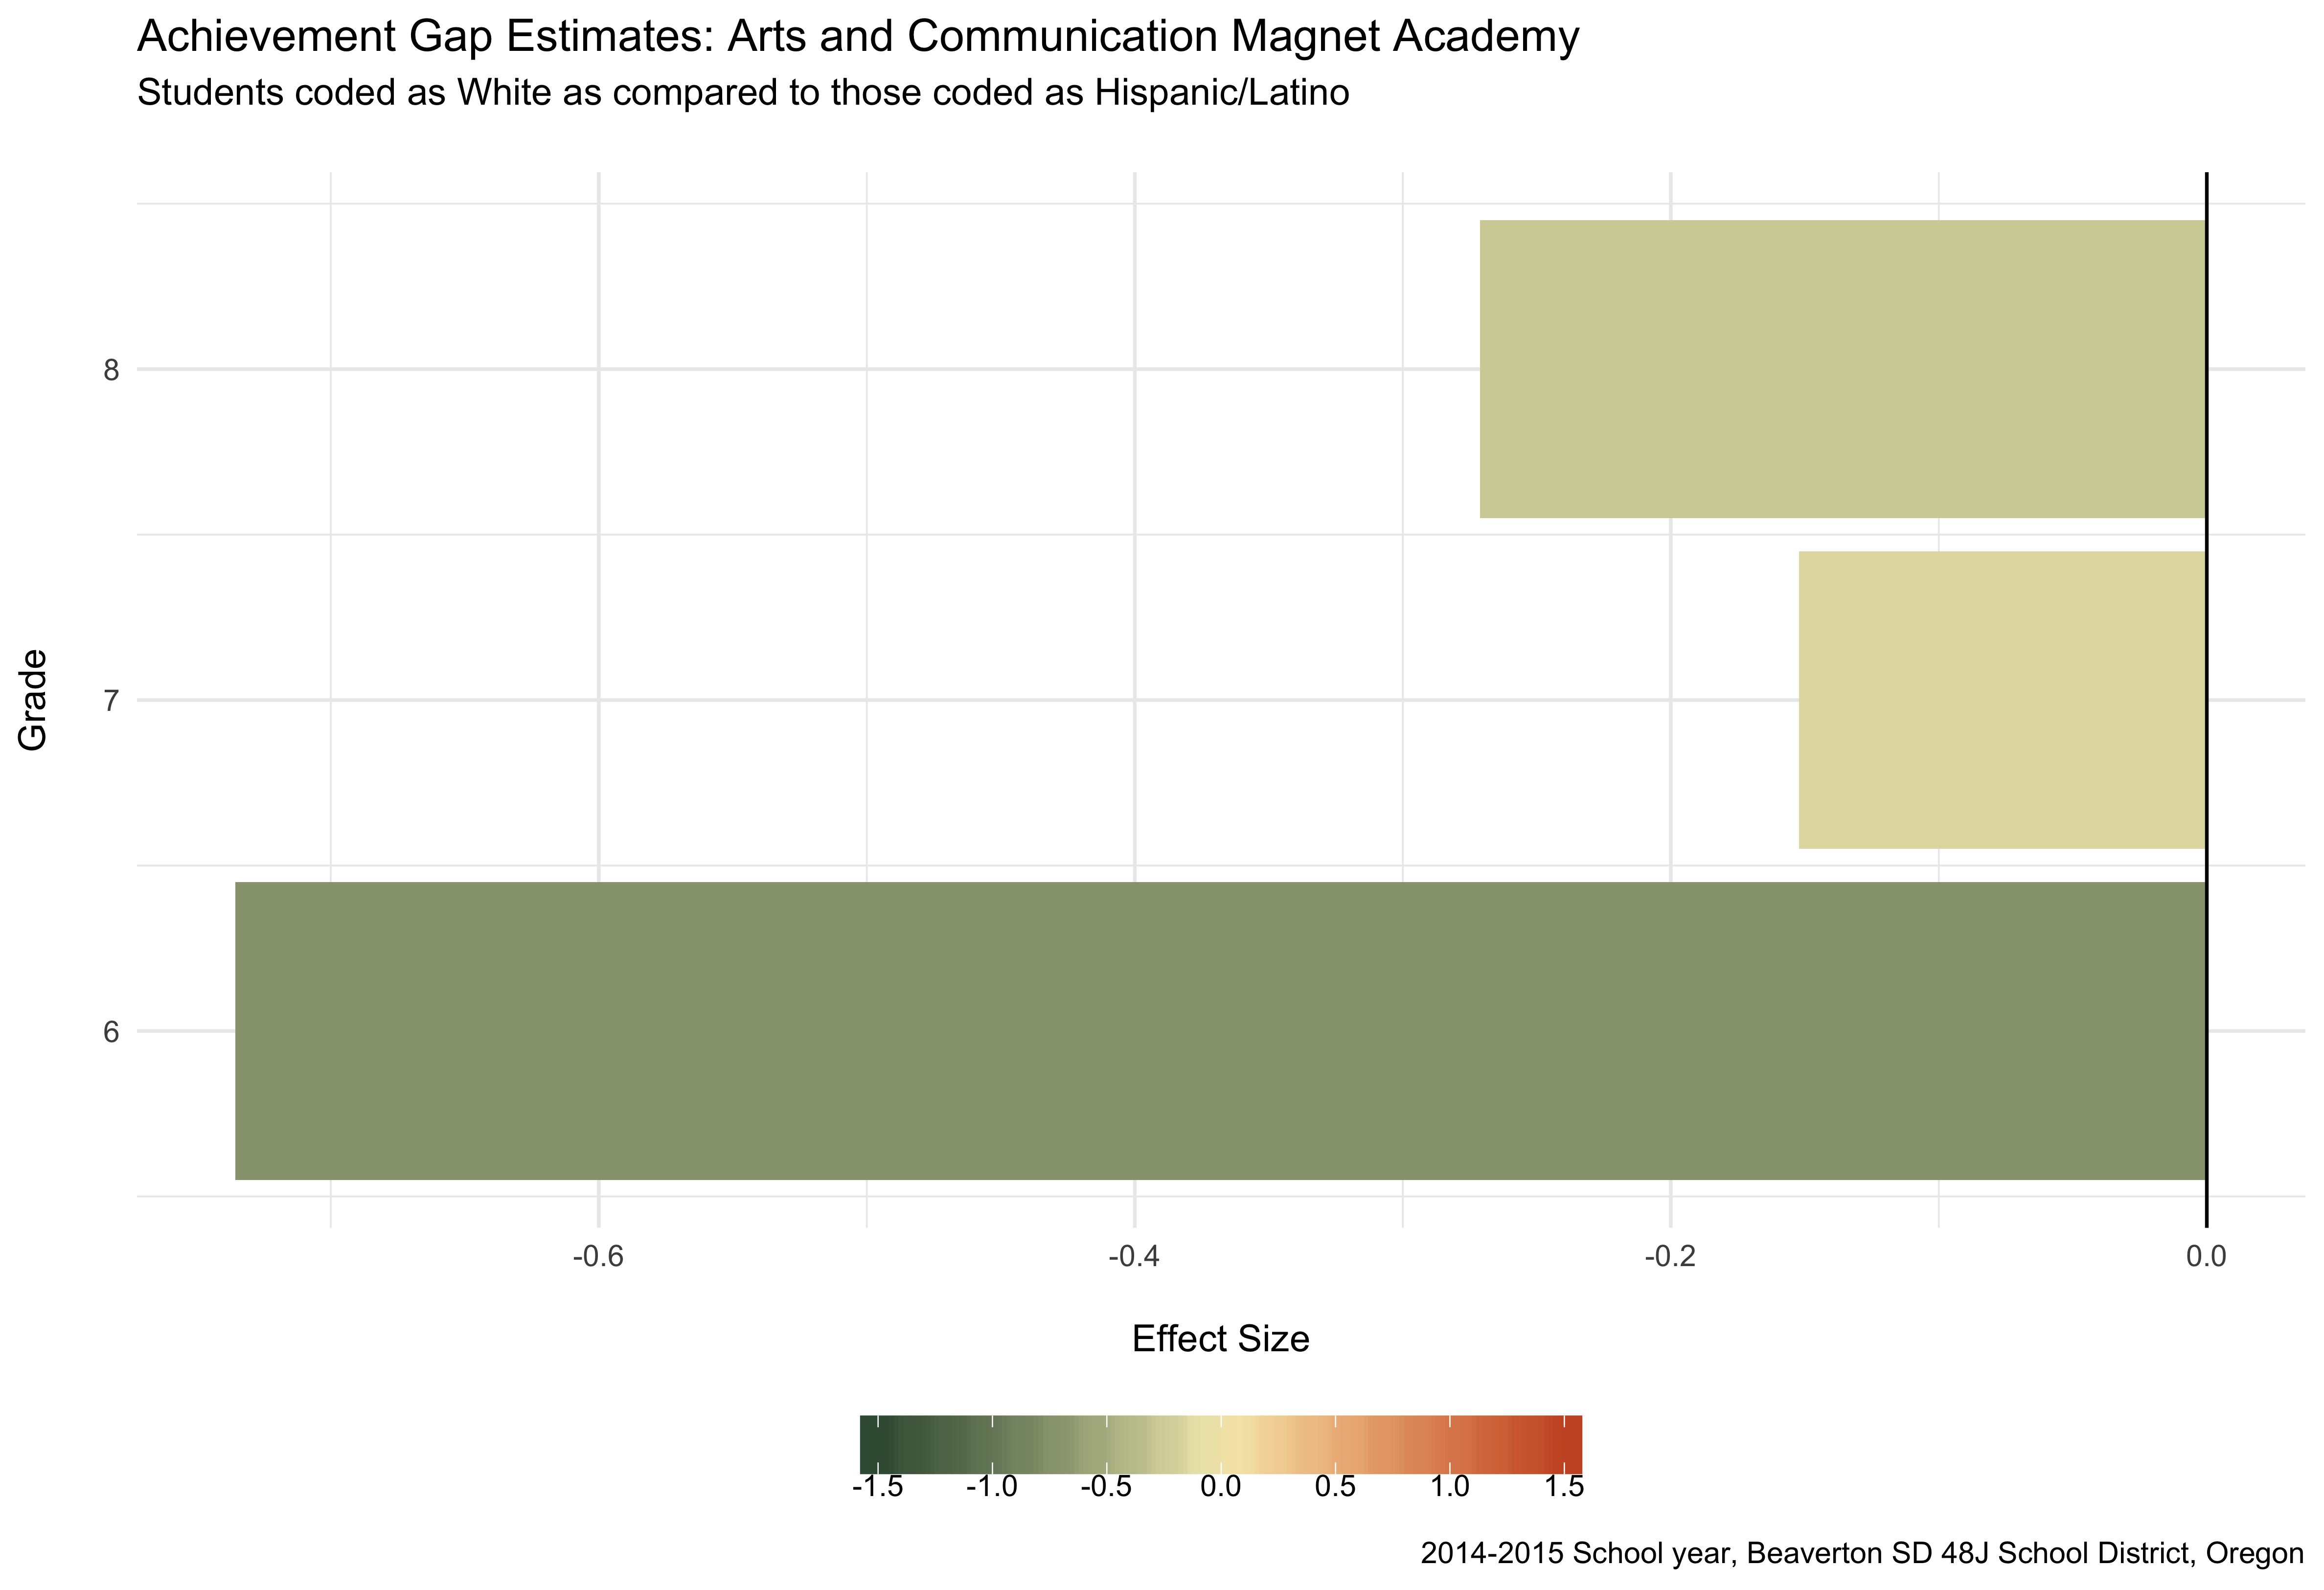 Achievement Gap Estimates: Arts and Communication Magnet Academy
Students coded as White as compared to those coded as Hispanic/Latino
Grade
8
7
6
-0.6 -0.4 -0.2 0.0
Effect Size
-1.5 -1.0 -0.5 0.0 0.5 1.0 1.5
2014-2015 School year, Beaverton SD 48J School District, Oregon